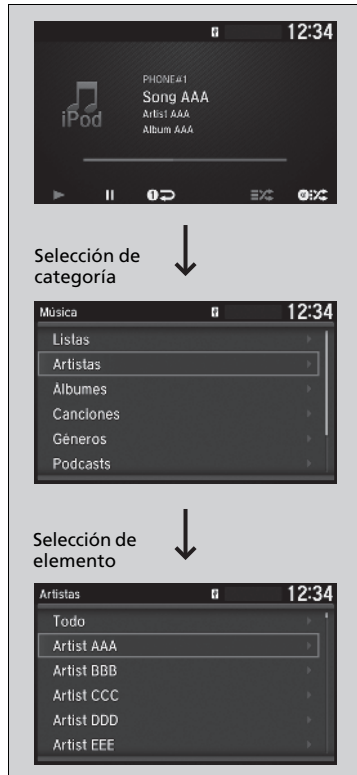 12:34
PHONE#1
Song AAA
iPod
Artist AAA
Album AAA
1
Selección de
categoría
Música 12:34
Listas
Artistas
Álbumes
Canciones
Géneros
Podcasts
Selección de
elemento
Artistas 12:34
Todo
Artist AAA
Artist BBB
Artist CCC
Artist DDD
Artist EEE